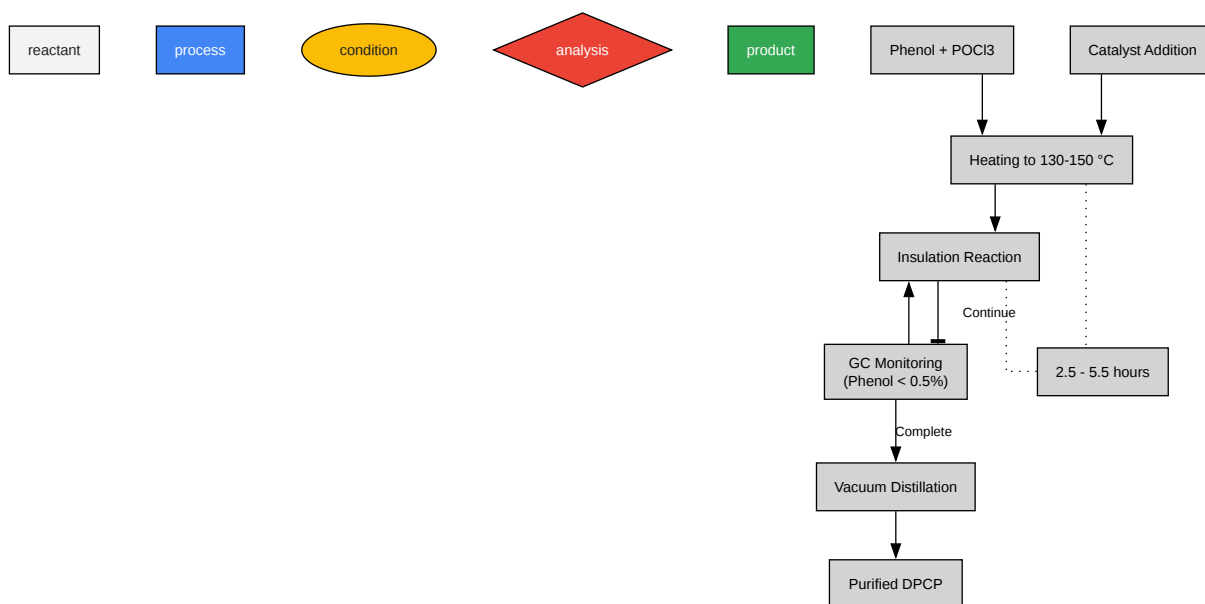 reactant
process
condition
analysis
product
Phenol + POCl3
Catalyst Addition
Heating to 130-150 °C
Insulation Reaction
Continue
GC Monitoring
(Phenol < 0.5%)
2.5 - 5.5 hours
Complete
Vacuum Distillation
Purified DPCP